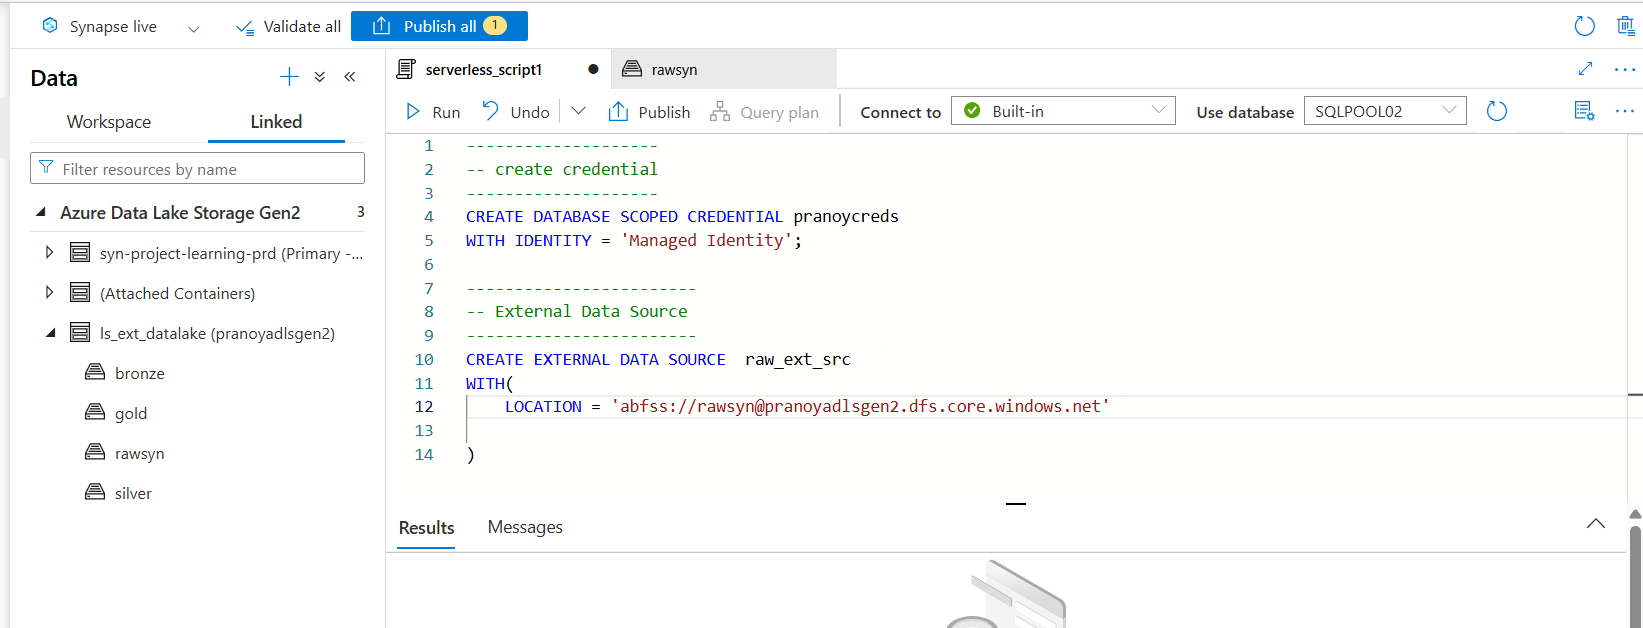 Synapse live
Validate all
Publish all 1
Data
Workspace
Linked
Filter resources by name
Azure Data Lake Storage Gen2 3
syn-project-learning-prd (Primary -...
(Attached Containers)
ls_ext_datalake (pranoyadlsgen2)
bronze
gold
rawsyn
silver
serverless_script1
rawsyn
Run
Undo
Publish
Query plan
Connect to
Built-in
Use database
SQLPOOL02
1 --------------------
2 -- create credential
3 --------------------
4 CREATE DATABASE SCOPED CREDENTIAL pranoycreds
5 WITH IDENTITY = 'Managed Identity';
6
7 ------------------------
8 -- External Data Source
9 ------------------------
10 CREATE EXTERNAL DATA SOURCE  raw_ext_src
11 WITH(
12     LOCATION = 'abfss://rawsyn@pranoyadlsgen2.dfs.core.windows.net'
13
14 )
Results
Messages